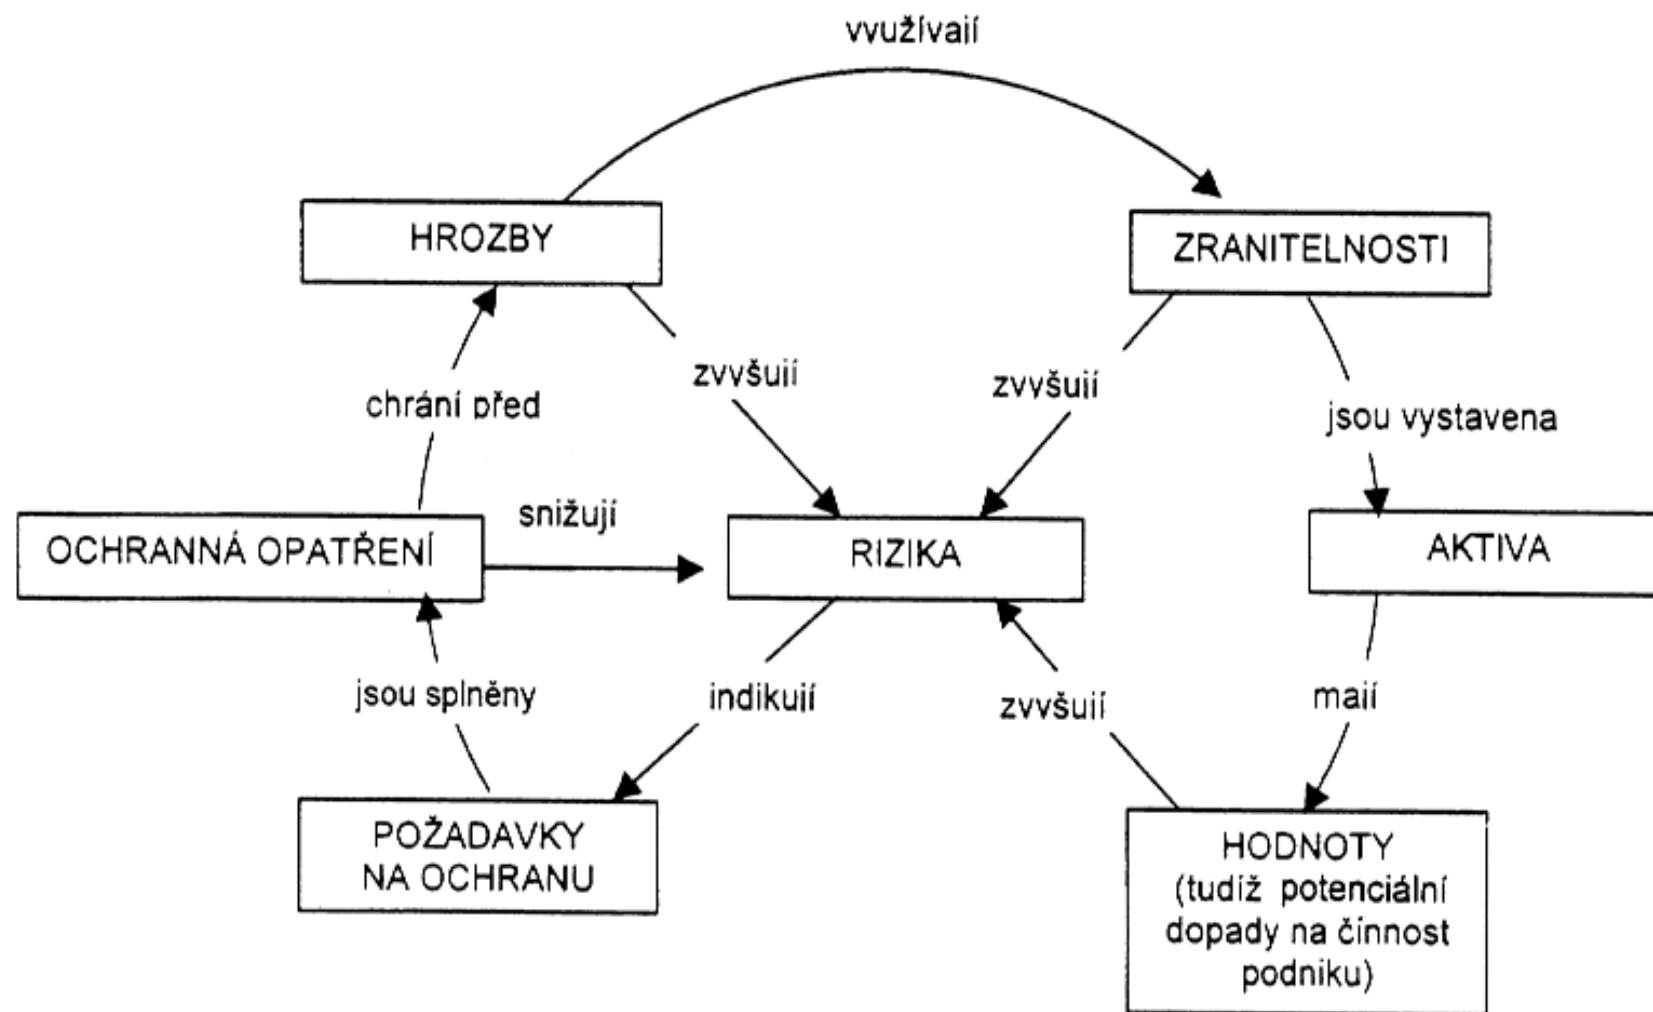 využívají
HROZBY
ZRANITELNOSTI
zvyšují
zvyšují
chrání před
jsou vystavena
snižují
OCHRANNÁ OPATŘENÍ
RIZIKA
AKTIVA
jsou splněny
indikují
zvyšují
mají
POŽADAVKY
NA OCHRANU
HODNOTY
(tudíž potenciální
dopady na činnost
podniku)